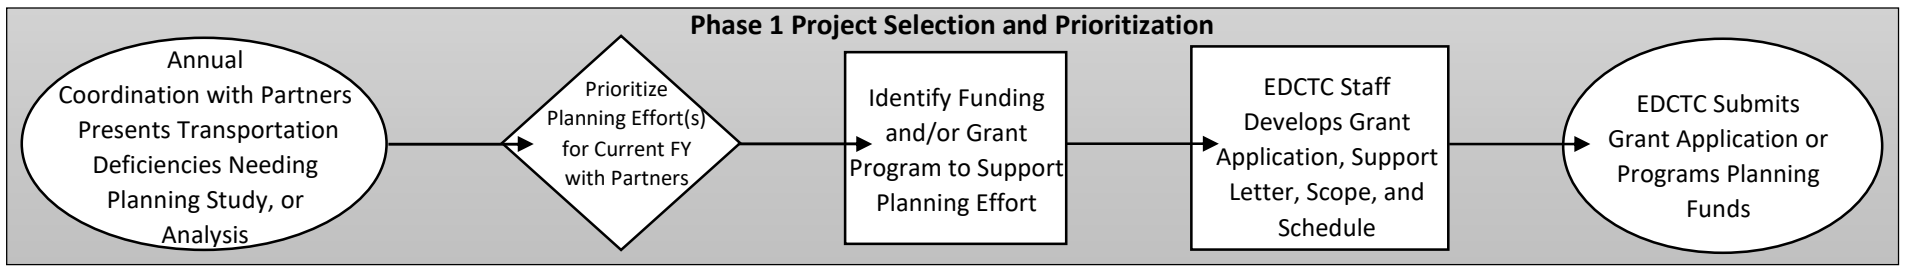 Phase 1 Project Selection and Prioritization
Annual
Coordination with Partners
Presents Transportation
Deficiencies Needing
Planning Study, or
Analysis
Prioritize
Planning Effort(s)
for Current FY
with Partners
Identify Funding
and/or Grant
Program to Support
Planning Effort
EDCTC Staff
Develops Grant
Application, Support
Letter, Scope, and
Schedule
EDCTC Submits
Grant Application or
Programs Planning
Funds